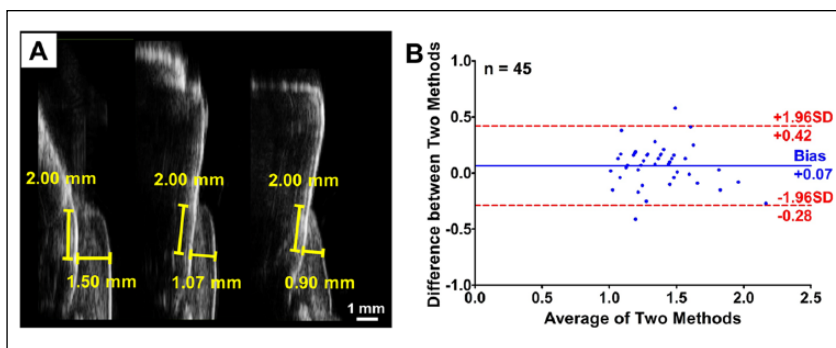 A
2.00 mm
2.00 mm
2.00 mm
1.50 mm
1.07 mm
0.90 mm
1 mm
B
n = 45
Difference between Two Methods
1.0
0.5
0.0
-0.5
-1.0
+1.96SD
+0.42
Bias
+0.07
-1.96SD
-0.28
0.0
0.5
1.0
1.5
2.0
2.5
Average of Two Methods